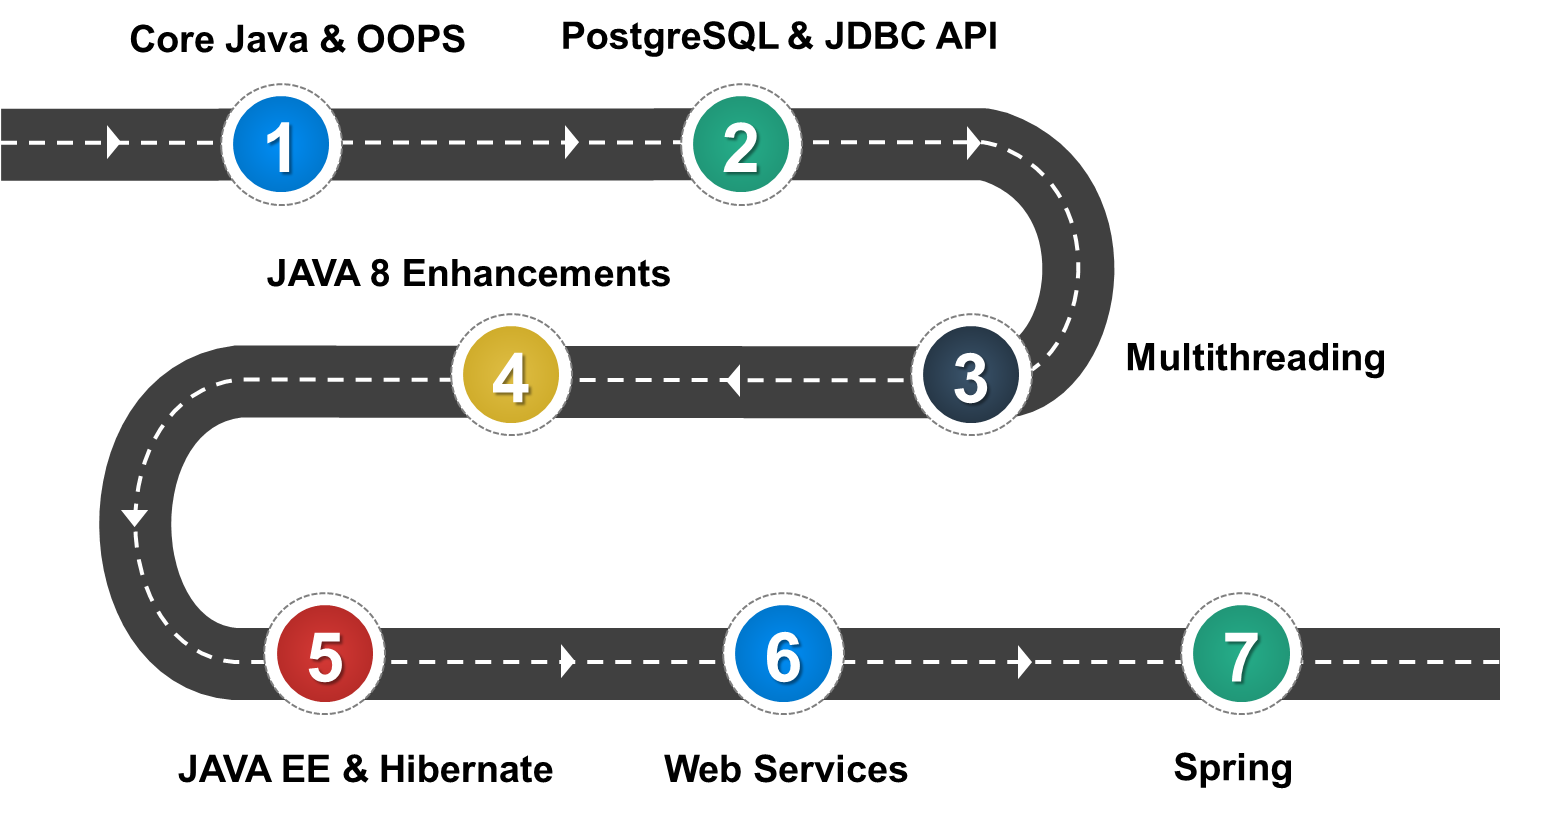 Core Java & OOPS
PostgreSQL & JDBC API
1
2
JAVA 8 Enhancements
Multithreading
4
3
5
6
7
JAVA EE & Hibernate
Web Services
Spring